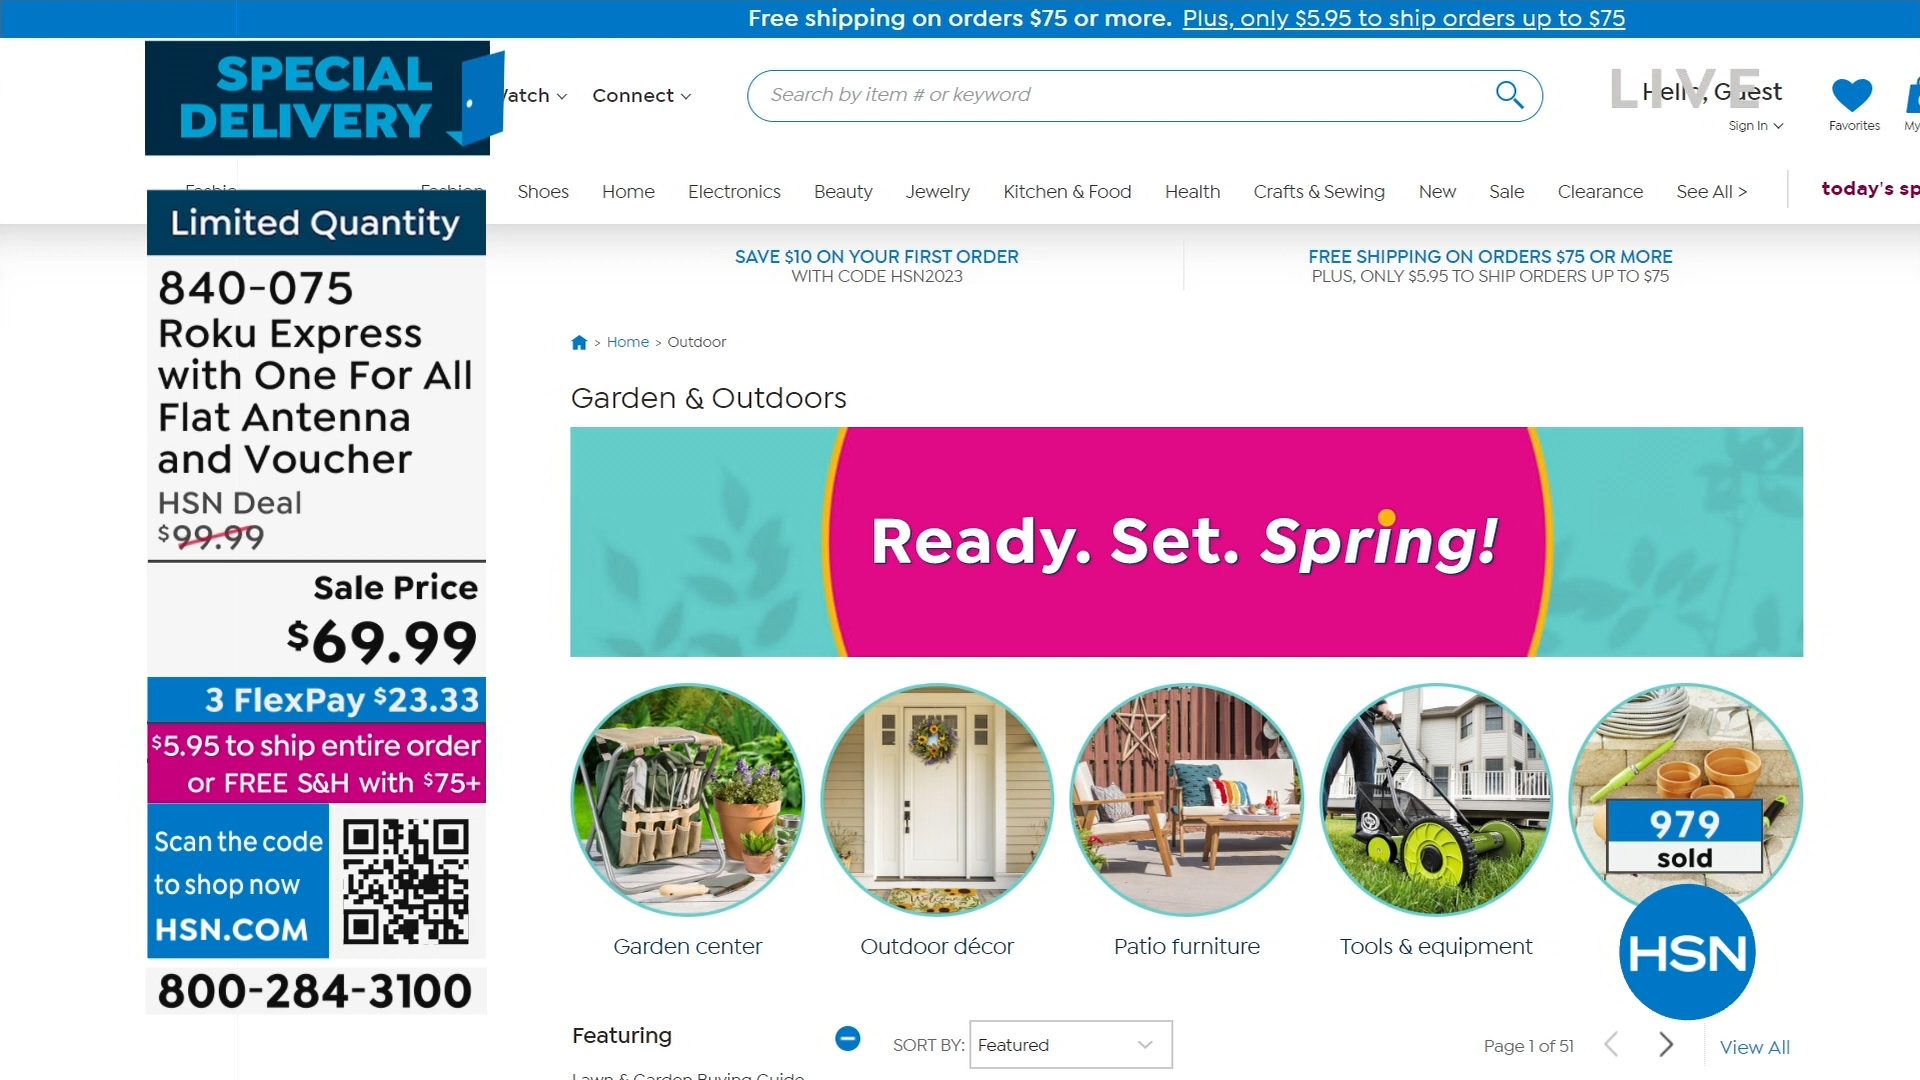 Free shipping on orders $75 or more. Plus, only $5.95 to ship orders up to $75
SPECIAL
DELIVERY
Connect
Search by item # or keyword
LIVE
Hello, Guest
Sign In
Favorites
My
Shoes
Home
Electronics
Beauty
Jewelry
Kitchen & Food
Health
Crafts & Sewing
New
Sale
Clearance
See All >
today's sp
Limited Quantity
840-075
Roku Express
with One For All
Flat Antenna
and Voucher
HSN Deal
$99.99
Sale Price
$69.99
3 FlexPay $23.33
$5.95 to ship entire order
or FREE S&H with $75+
Scan the code
to shop now
HSN.COM
800-284-3100
SAVE $10 ON YOUR FIRST ORDER
WITH CODE HSN2023
FREE SHIPPING ON ORDERS $75 OR MORE
PLUS, ONLY $5.95 TO SHIP ORDERS UP TO $75
> Home > Outdoor
Garden & Outdoors
Ready. Set. Spring!
Welcome
979
sold
Garden center
Outdoor décor
Patio furniture
Tools & equipment
HSN
Featuring
SORT BY: Featured
Page 1 of 51
View All
Lawn & Garden Buying Guide